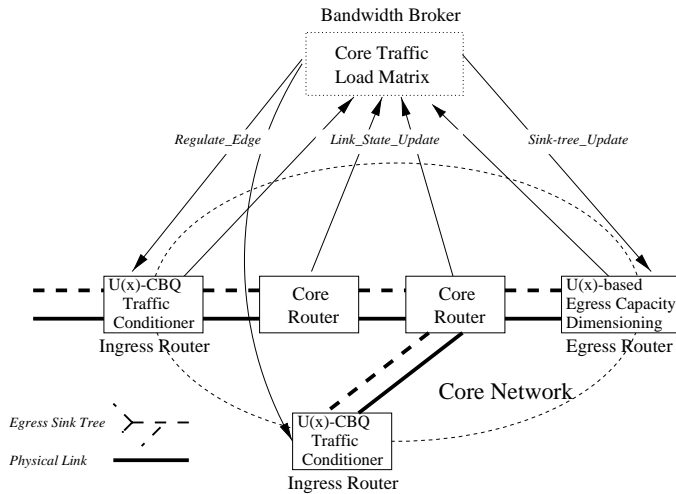 Bandwidth Broker
Core Traffic
Load Matrix
Regulate_Edge
Link_State_Update
Sink-tree_Update
U(x)-CBQ
Traffic
Conditioner
Ingress Router
Core
Router
Core
Router
U(x)-based
Egress Capacity
Dimensioning
Egress Router
Core Network
Egress Sink Tree
Physical Link
U(x)-CBQ
Traffic
Conditioner
Ingress Router